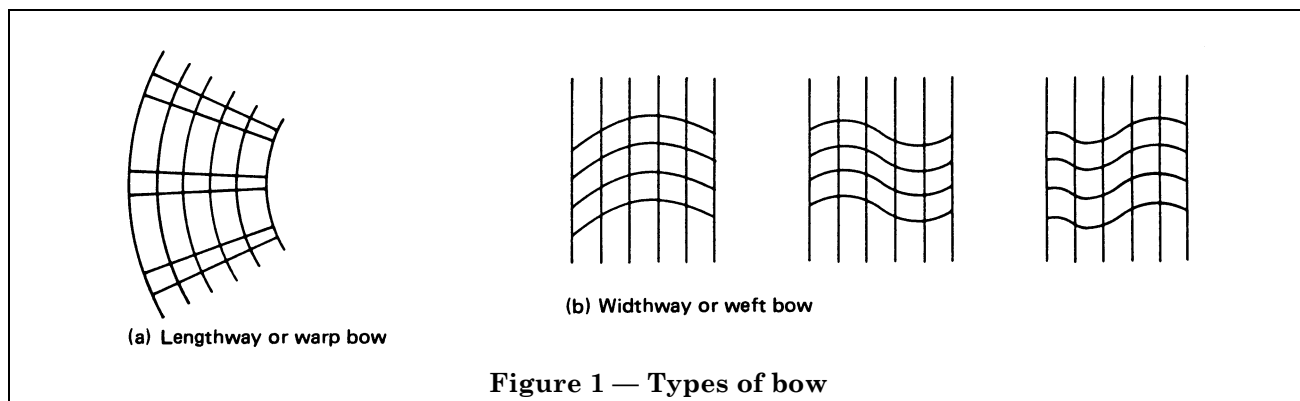 (a) Lengthway or warp bow
(b) Widthway or weft bow
Figure 1 — Types of bow